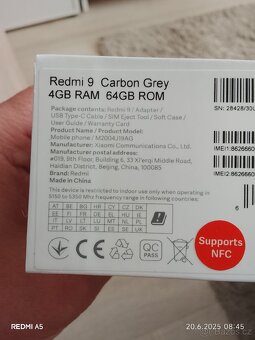 Redmi 9 Carbon Grey
4GB RAM 64GB ROM
Package contents: Redmi 9 / Adapter /
USB Type-C Cable / SIM Eject Tool / Soft Case /
User Guide / Warranty Card
Product Name / Product Model:
Mobile Phone / M2004J19AG
Manufacturer: Xiaomi Communications Co., Ltd.
Manufacturer postal address:
#019, 9th Floor, Building 6, 33 Xi'erqi Middle Road,
Haidian District, Beijing, China, 100085
Brand: Redmi
Made in China
SN: 28428/30U
IMEI1:8626660
IMEI2:8626660
6
This device is restricted to indoor use when operating in
5150 to 5350 MHz frequency range in following countries:
AT BE BG HR CY CZ DK
EE FI FR DE EL HU IE
IT LV LT LU MT NL PL
PT RO SK SI ES SE UK
QC
PASS
Supports
NFC
REDMI A5
20.6.2025 08:45